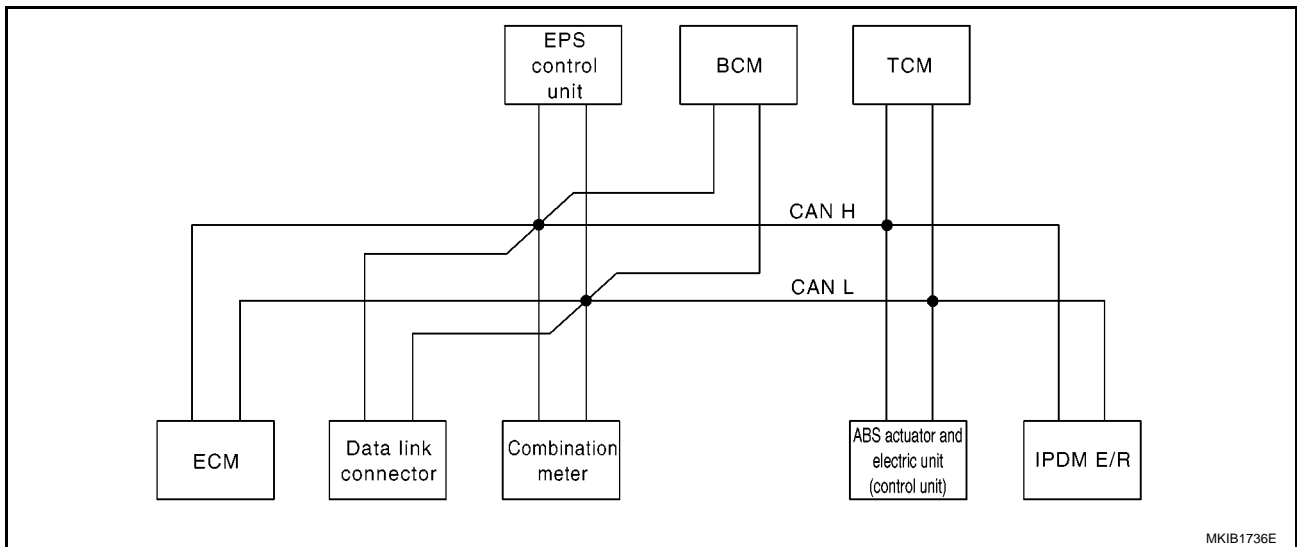 EPS
control
unit
BCM
TCM
CAN H
CAN L
ECM
Data link
connector
Combination
meter
ABS actuator and
electric unit
(control unit)
IPDM E/R
MKIB1736E